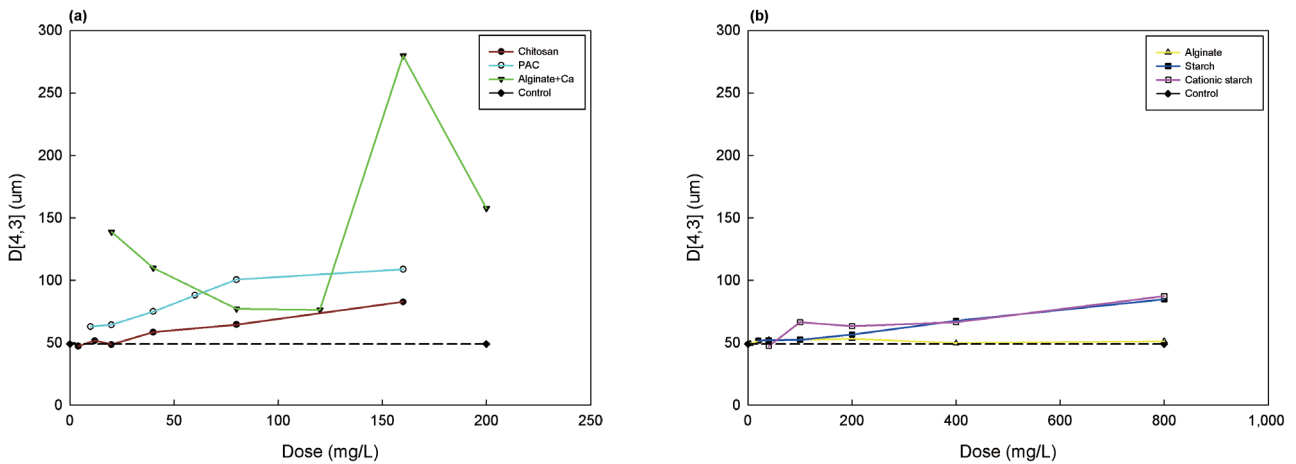 (a)
300
250
200
150
100
50
0
D[4,3] (um)
0 50 100 150 200 250
Dose (mg/L)
Chitosan
PAC
Alginate+Ca
Control
(b)
300
250
200
150
100
50
0
D[4,3] (um)
0 200 400 600 800 1,000
Dose (mg/L)
Alginate
Starch
Cationic starch
Control